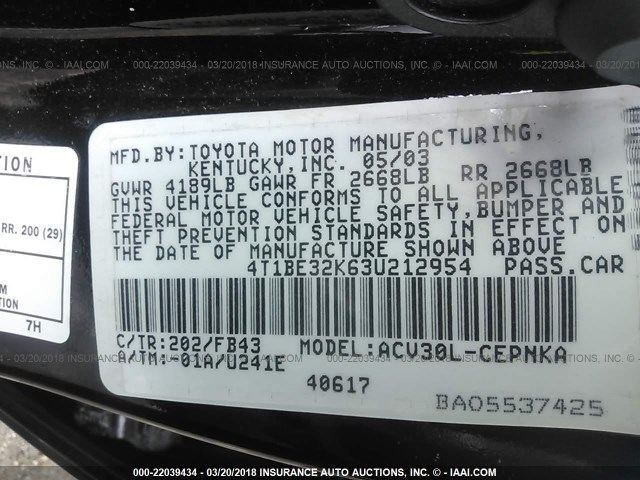 000-22039434 - 03/20/2018 - INSURANCE AUTO AUCTIONS, INC. - IAAI.COM
MFD.BY:TOYOTA MOTOR MANUFACTURING,
KENTUCKY,INC. 05/03
GVWR 4189LB GAWR FR 2668LB RR 2668LB
THIS VEHICLE CONFORMS TO ALL APPLICABLE
FEDERAL MOTOR VEHICLE SAFETY,BUMPER AND
THEFT PREVENTION STANDARDS IN EFFECT ON
THE DATE OF MANUFACTURE SHOWN ABOVE
4T1BE32K63U212954 PASS.CAR
C/TR:202/FB43 MODEL:ACV30L-CEPNKA
A/TM:-01A/U241E
40617
BA05537425
RR. 200 (29)
7H
000-22039434 - 03/20/2018 - INSURANCE AUTO AUCTIONS, INC. - IAAI.COM